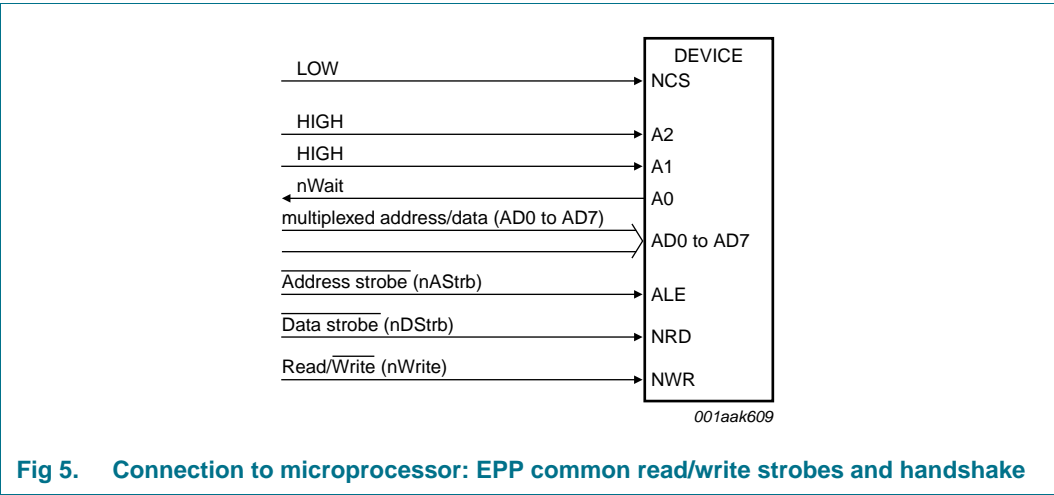 DEVICE
LOW
NCS
HIGH
A2
HIGH
A1
nWait
A0
multiplexed address/data (AD0 to AD7)
AD0 to AD7
Address strobe (nAStrb)
ALE
Data strobe (nDStrb)
NRD
Read/Write (nWrite)
NWR
001aak609
Fig 5. Connection to microprocessor: EPP common read/write strobes and handshake